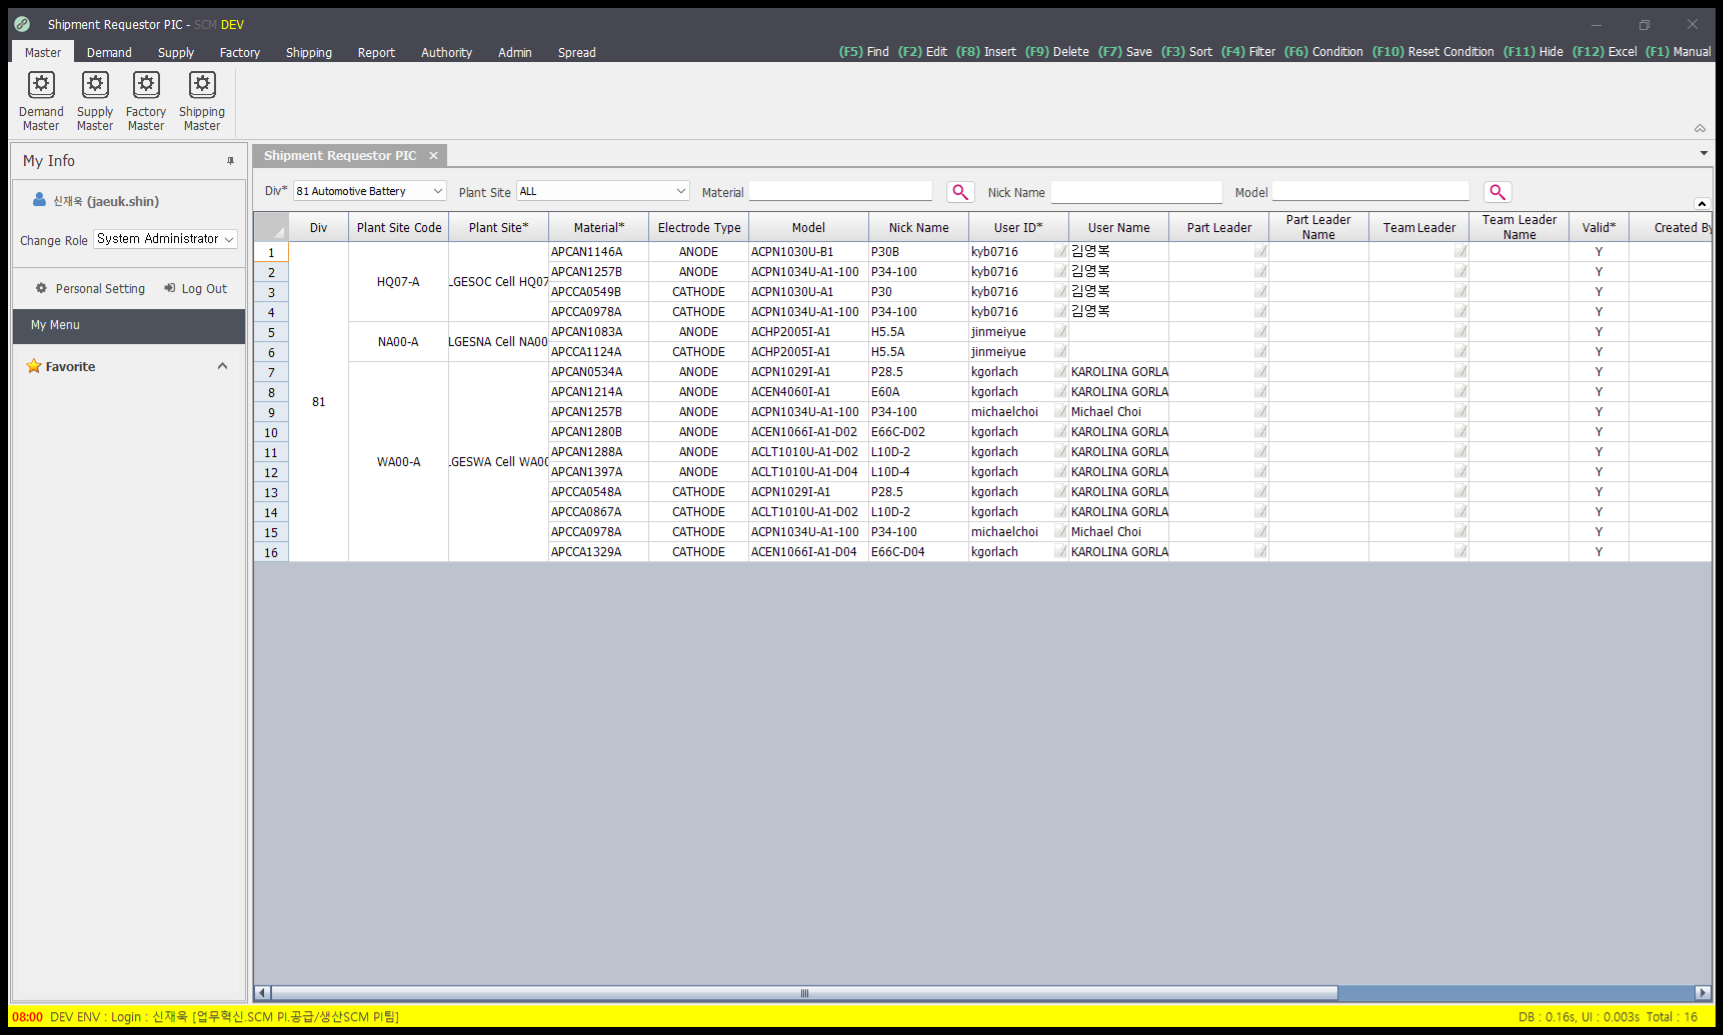 Shipment Requestor PIC - SCM DEV
Master Demand Supply Factory Shipping Report Authority Admin Spread (F5) Find (F2) Edit (F8) Insert (F9) Delete (F7) Save (F3) Sort (F4) Filter (F6) Condition (F10) Reset Condition (F11) Hide (F12) Excel (F1) Manual
Demand Master Supply Master Factory Master Shipping Master
My Info
신재욱 (jaeuk.shin)
Change Role System Administrator
Personal Setting Log Out
My Menu
Favorite
Shipment Requestor PIC
Div* 81 Automotive Battery Plant Site ALL Material Nick Name Model
Div Plant Site Code Plant Site* Material* Electrode Type Model Nick Name User ID* User Name Part Leader Part Leader Name Team Leader Team Leader Name Valid* Created By
1 APCAN1146A ANODE ACPN1030U-B1 P30B kyb0716 김영복 Y
2 APCAN1257B ANODE ACPN1034U-A1-100 P34-100 kyb0716 김영복 Y
HQ07-A LGESOC Cell HQ07
3 APCCA0549B CATHODE ACPN1030U-A1 P30 kyb0716 김영복 Y
4 APCCA0978A CATHODE ACPN1034U-A1-100 P34-100 kyb0716 김영복 Y
5 APCAN1083A ANODE ACHP2005I-A1 H5.5A jinmeiyue Y
NA00-A LGESNA Cell NA00
6 APCCA1124A CATHODE ACHP2005I-A1 H5.5A jinmeiyue Y
7 APCAN0534A ANODE ACPN1029I-A1 P28.5 kgorlach KAROLINA GORLA Y
8 APCAN1214A ANODE ACEN4060I-A1 E60A kgorlach KAROLINA GORLA Y
81
9 APCAN1257B ANODE ACPN1034U-A1-100 P34-100 michaelchoi Michael Choi Y
10 APCAN1280B ANODE ACEN1066I-A1-D02 E66C-D02 kgorlach KAROLINA GORLA Y
11 APCAN1288A ANODE ACLT1010U-A1-D02 L10D-2 kgorlach KAROLINA GORLA Y
WA00-A LGESWA Cell WA00
12 APCAN1397A ANODE ACLT1010U-A1-D04 L10D-4 kgorlach KAROLINA GORLA Y
13 APCCA0548A CATHODE ACPN1029I-A1 P28.5 kgorlach KAROLINA GORLA Y
14 APCCA0867A CATHODE ACLT1010U-A1-D02 L10D-2 kgorlach KAROLINA GORLA Y
15 APCCA0978A CATHODE ACPN1034U-A1-100 P34-100 michaelchoi Michael Choi Y
16 APCCA1329A CATHODE ACEN1066I-A1-D04 E66C-D04 kgorlach KAROLINA GORLA Y
08:00 DEV ENV : Login : 신재욱 [업무혁신.SCM PI.공급/생산SCM PI팀] DB : 0.16s, UI : 0.003s Total : 16